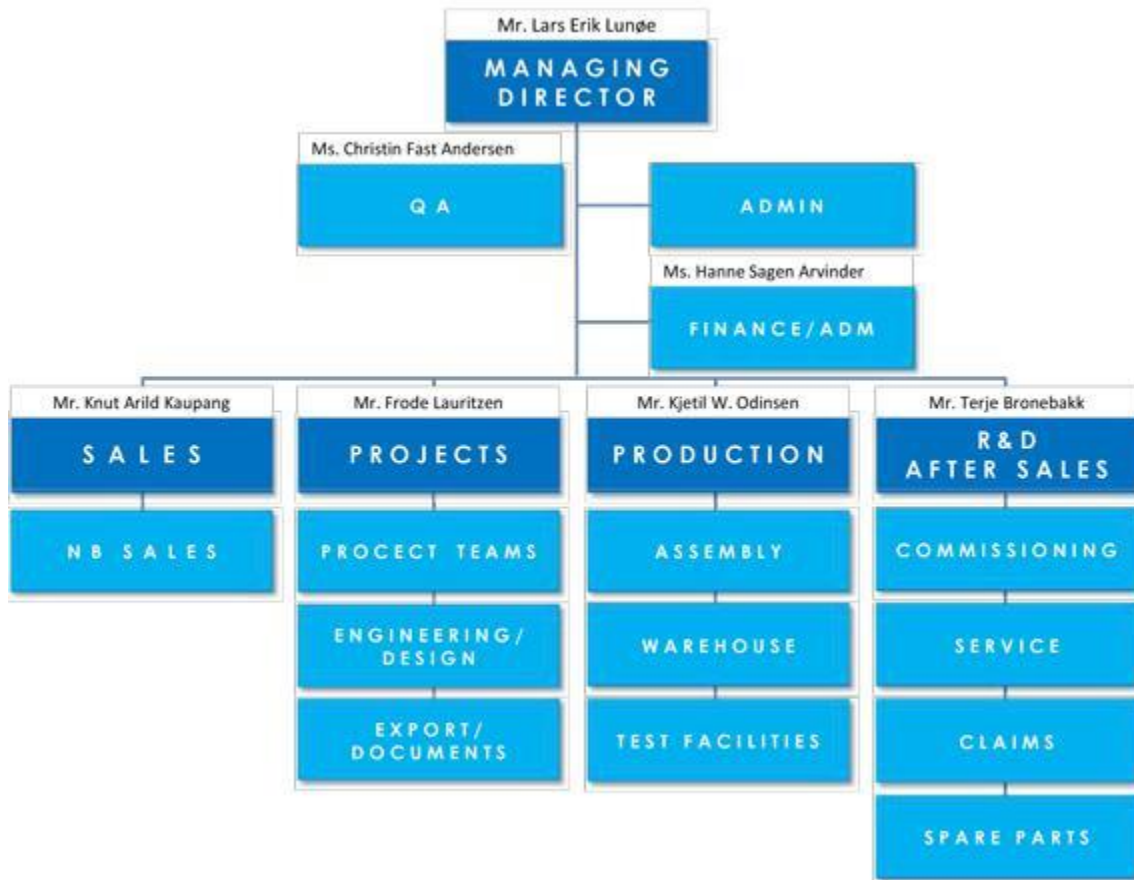 Mr. Lars Erik Lunøe
MANAGING
DIRECTOR
Ms. Christin Fast Andersen
QA
ADMIN
Ms. Hanne Sagen Arvinder
FINANCE/ADM
Mr. Knut Arild Kaupang
SALES
NB SALES
Mr. Frode Lauritzen
PROJECTS
PROCECT TEAMS
ENGINEERING/
DESIGN
EXPORT/
DOCUMENTS
Mr. Kjetil W. Odinsen
PRODUCTION
ASSEMBLY
WAREHOUSE
TEST FACILITIES
Mr. Terje Bronebakk
R&D
AFTER SALES
COMMISSIONING
SERVICE
CLAIMS
SPARE PARTS